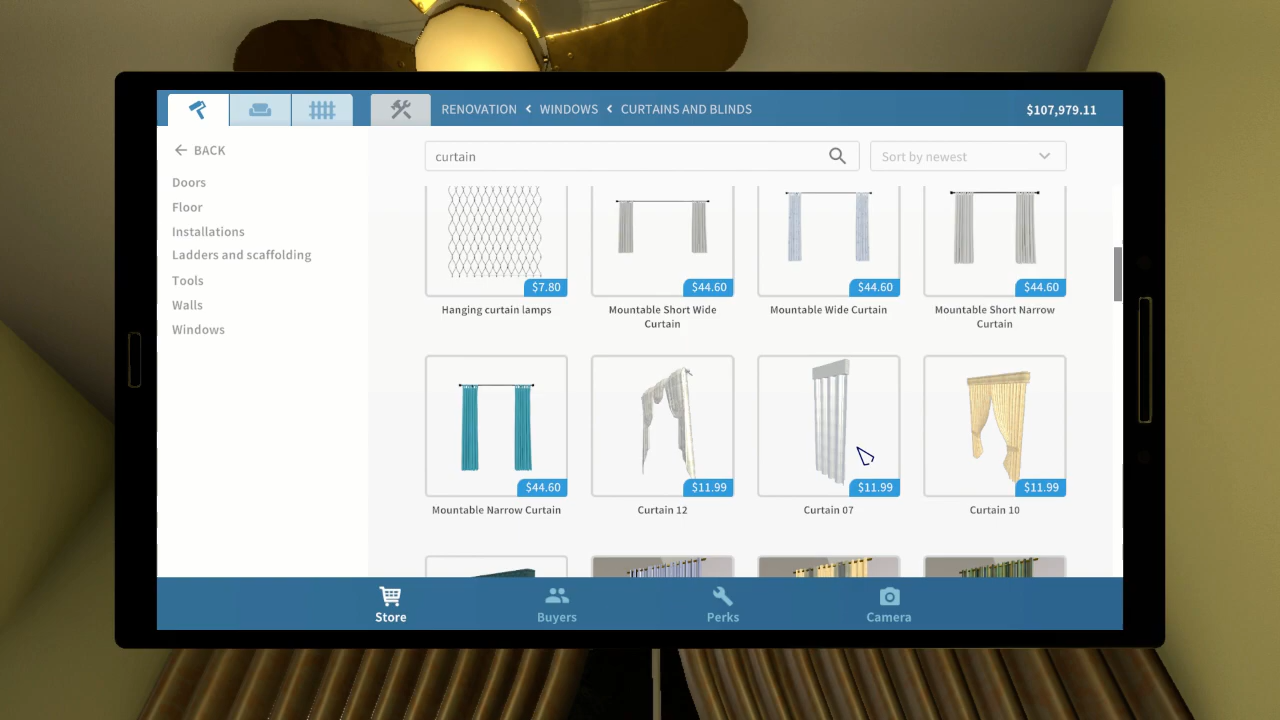 RENOVATION < WINDOWS < CURTAINS AND BLINDS
$107,979.11
BACK
curtain
Sort by newest
Doors
Floor
Installations
Ladders and scaffolding
Tools
Walls
Windows
$7.80
$44.60
$44.60
$44.60
Hanging curtain lamps
Mountable Short Wide
Curtain
Mountable Wide Curtain
Mountable Short Narrow
Curtain
$44.60
$11.99
$11.99
$11.99
Mountable Narrow Curtain
Curtain 12
Curtain 07
Curtain 10
Store
Buyers
Perks
Camera